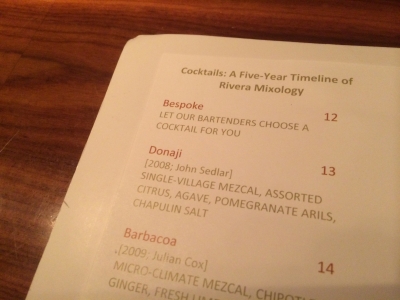 Cocktails: A Five-Year Timeline of
Rivera Mixology
Bespoke 12
LET OUR BARTENDERS CHOOSE A
COCKTAIL FOR YOU
Donaji 13
[2008; John Sedlar]
SINGLE-VILLAGE MEZCAL, ASSORTED
CITRUS, AGAVE, POMEGRANATE ARILS,
CHAPULIN SALT
Barbacoa 14
[2009; Julian Cox]
MICRO-CLIMATE MEZCAL,
GINGER, FRESH